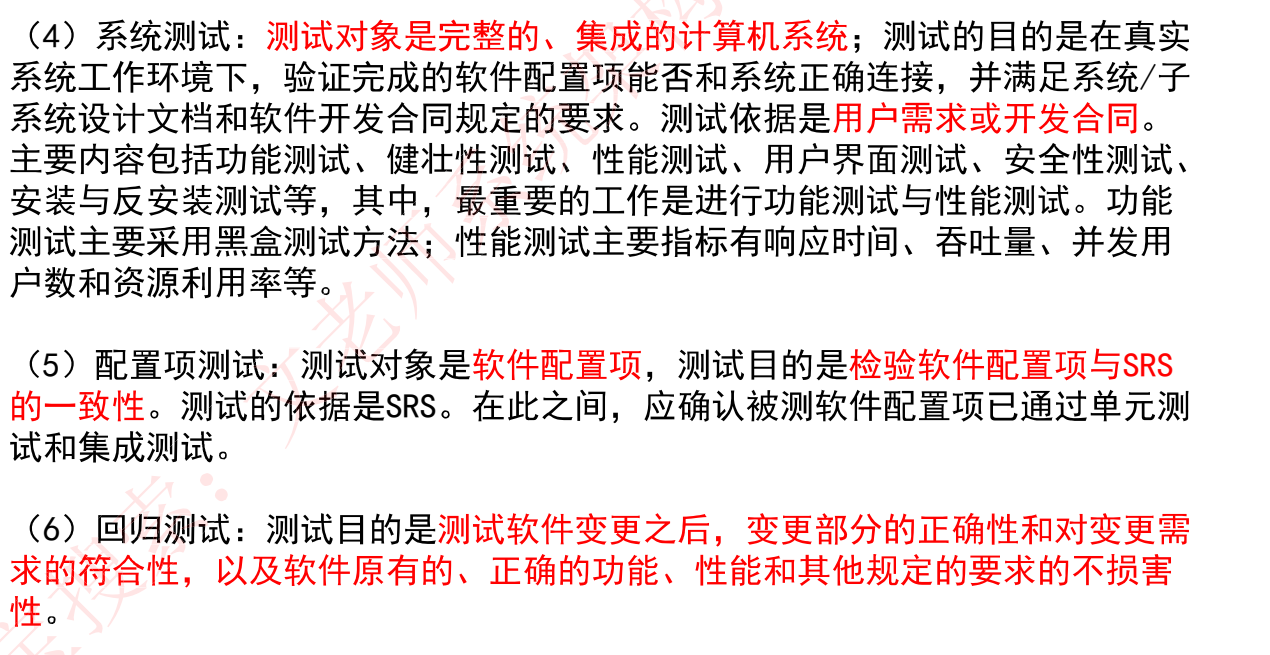 （4）系统测试：测试对象是完整的、集成的计算机系统；测试的目的是在真实
系统工作环境下，验证完成的软件配置项能否和系统正确连接，并满足系统/子
系统设计文档和软件开发合同规定的要求。测试依据是用户需求或开发合同。
主要内容包括功能测试、健壮性测试、性能测试、用户界面测试、安全性测试、
安装与反安装测试等，其中，最重要的工作是进行功能测试与性能测试。功能
测试主要采用黑盒测试方法；性能测试主要指标有响应时间、吞吐量、并发用
户数和资源利用率等。
（5）配置项测试：测试对象是软件配置项，测试目的是检验软件配置项与SRS
的一致性。测试的依据是SRS。在此之间，应确认被测软件配置项已通过单元测
试和集成测试。
（6）回归测试：测试目的是测试软件变更之后，变更部分的正确性和对变更需
求的符合性，以及软件原有的、正确的功能、性能和其他规定的要求的不损害
性。
搜索：文老师系统架构